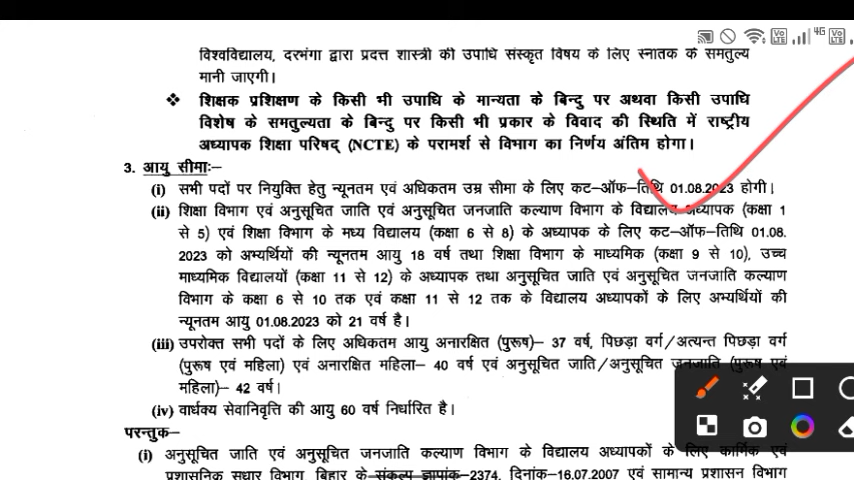 विश्वविद्यालय, दरभंगा द्वारा प्रदत्त शास्त्री की उपाधि संस्कृत विषय के लिए स्नातक के समतुल्य
मानी जाएगी।
❖ शिक्षक प्रशिक्षण के किसी भी उपाधि के मान्यता के बिन्दु पर अथवा किसी उपाधि
विशेष के समतुल्यता के बिन्दु पर किसी भी प्रकार के विवाद की स्थिति में राष्ट्रीय
अध्यापक शिक्षा परिषद् (NCTE) के परामर्श से विभाग का निर्णय अंतिम होगा।
3. आयु सीमाः–
(i) सभी पदों पर नियुक्ति हेतु न्यूनतम एवं अधिकतम उम्र सीमा के लिए कट–ऑफ–तिथि 01.08.2023 होगी।
(ii) शिक्षा विभाग एवं अनुसूचित जाति एवं अनुसूचित जनजाति कल्याण विभाग के विद्यालय अध्यापक (कक्षा 1
से 5) एवं शिक्षा विभाग के मध्य विद्यालय (कक्षा 6 से 8) के अध्यापक के लिए कट–ऑफ–तिथि 01.08.
2023 को अभ्यर्थियों की न्यूनतम आयु 18 वर्ष तथा शिक्षा विभाग के माध्यमिक (कक्षा 9 से 10), उच्च
माध्यमिक विद्यालयों (कक्षा 11 से 12) के अध्यापक तथा अनुसूचित जाति एवं अनुसूचित जनजाति कल्याण
विभाग के कक्षा 6 से 10 तक एवं कक्षा 11 से 12 तक के विद्यालय अध्यापकों के लिए अभ्यर्थियों की
न्यूनतम आयु 01.08.2023 को 21 वर्ष है।
(iii) उपरोक्त सभी पदों के लिए अधिकतम आयु अनारक्षित (पुरूष)– 37 वर्ष, पिछड़ा वर्ग/अत्यन्त पिछड़ा वर्ग
(पुरूष एवं महिला) एवं अनारक्षित महिला– 40 वर्ष एवं अनुसूचित जाति/अनुसूचित जनजाति (पुरूष एवं
महिला)– 42 वर्ष।
(iv) वार्धक्य सेवानिवृति की आयु 60 वर्ष निर्धारित है।
परन्तुक–
(i) अनुसूचित जाति एवं अनुसूचित जनजाति कल्याण विभाग के विद्यालय अध्यापकों के लिए कार्मिक एवं
प्रशासनिक सुधार विभाग बिहार के संकल्प ज्ञापांक–2374, दिनांक–16.07.2007 एवं सामान्य प्रशासन विभाग